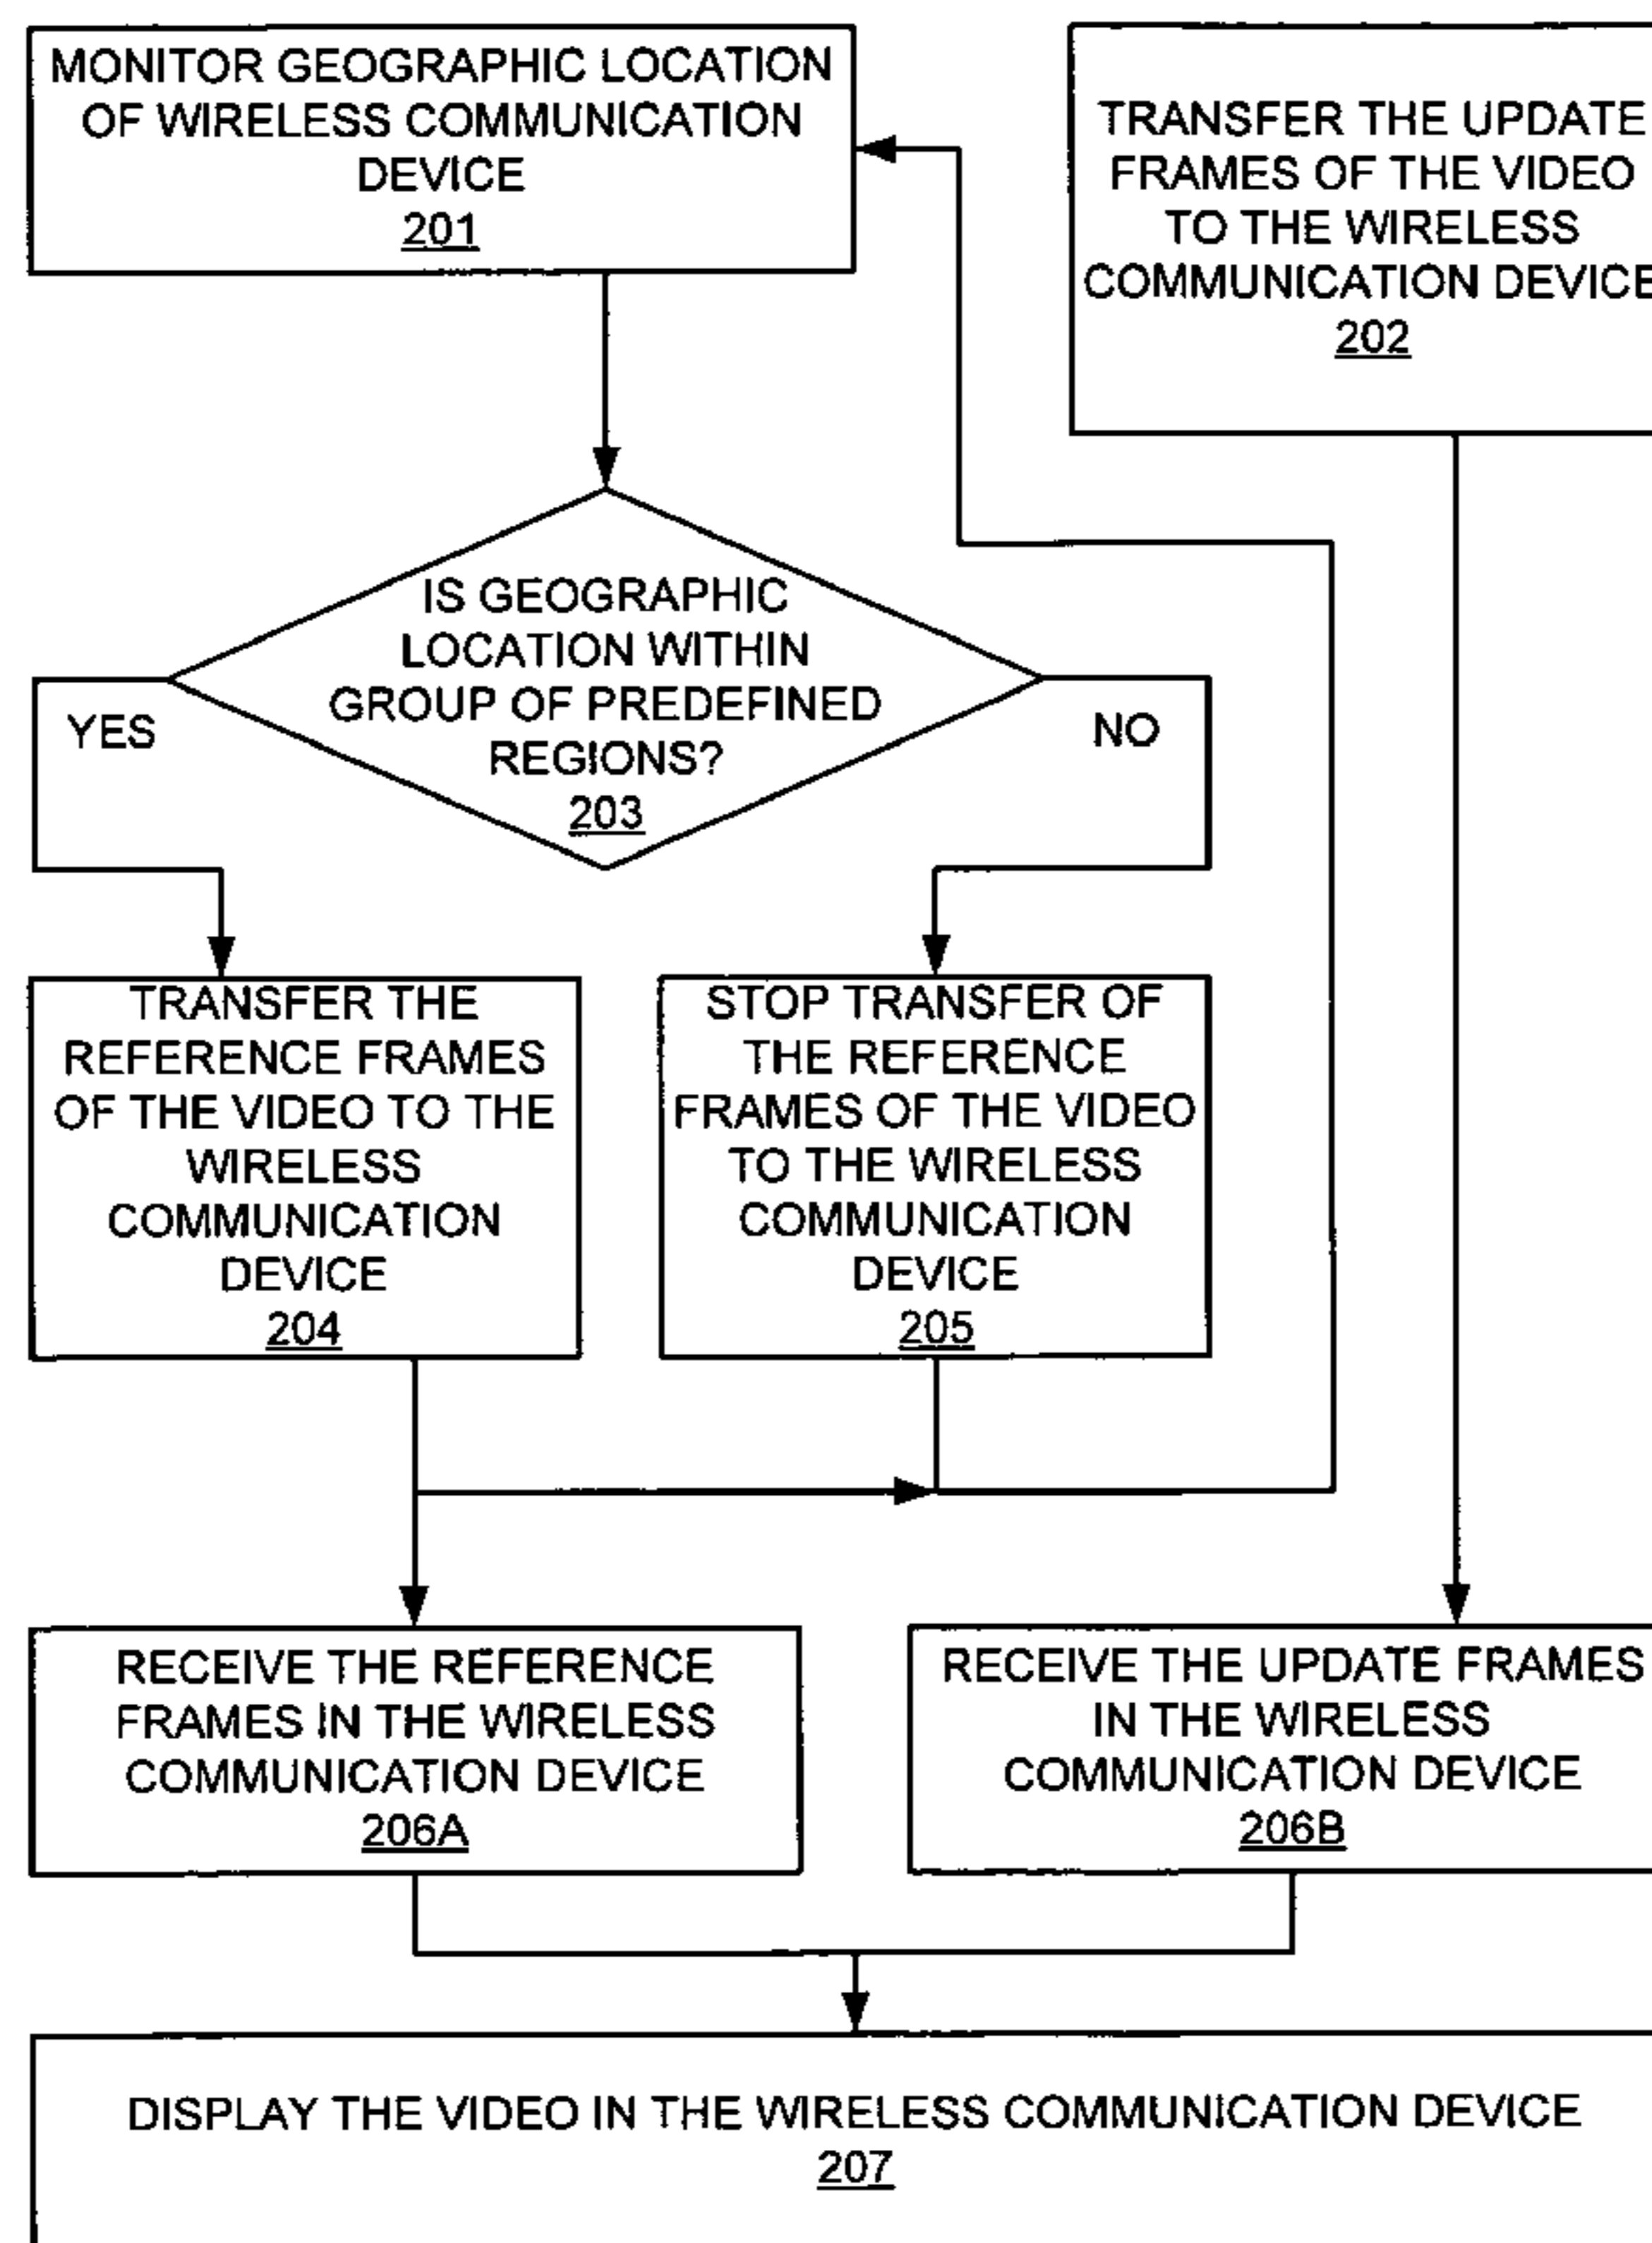 MONITOR GEOGRAPHIC LOCATION
OF WIRELESS COMMUNICATION
DEVICE
201
TRANSFER THE UPDATE
FRAMES OF THE VIDEO
TO THE WIRELESS
COMMUNICATION DEVICE
202
IS GEOGRAPHIC
LOCATION WITHIN
GROUP OF PREDEFINED
REGIONS?
203
YES
NO
TRANSFER THE
REFERENCE FRAMES
OF THE VIDEO TO THE
WIRELESS
COMMUNICATION
DEVICE
204
STOP TRANSFER OF
THE REFERENCE
FRAMES OF THE VIDEO
TO THE WIRELESS
COMMUNICATION
DEVICE
205
RECEIVE THE REFERENCE
FRAMES IN THE WIRELESS
COMMUNICATION DEVICE
206A
RECEIVE THE UPDATE FRAMES
IN THE WIRELESS
COMMUNICATION DEVICE
206B
DISPLAY THE VIDEO IN THE WIRELESS COMMUNICATION DEVICE
207